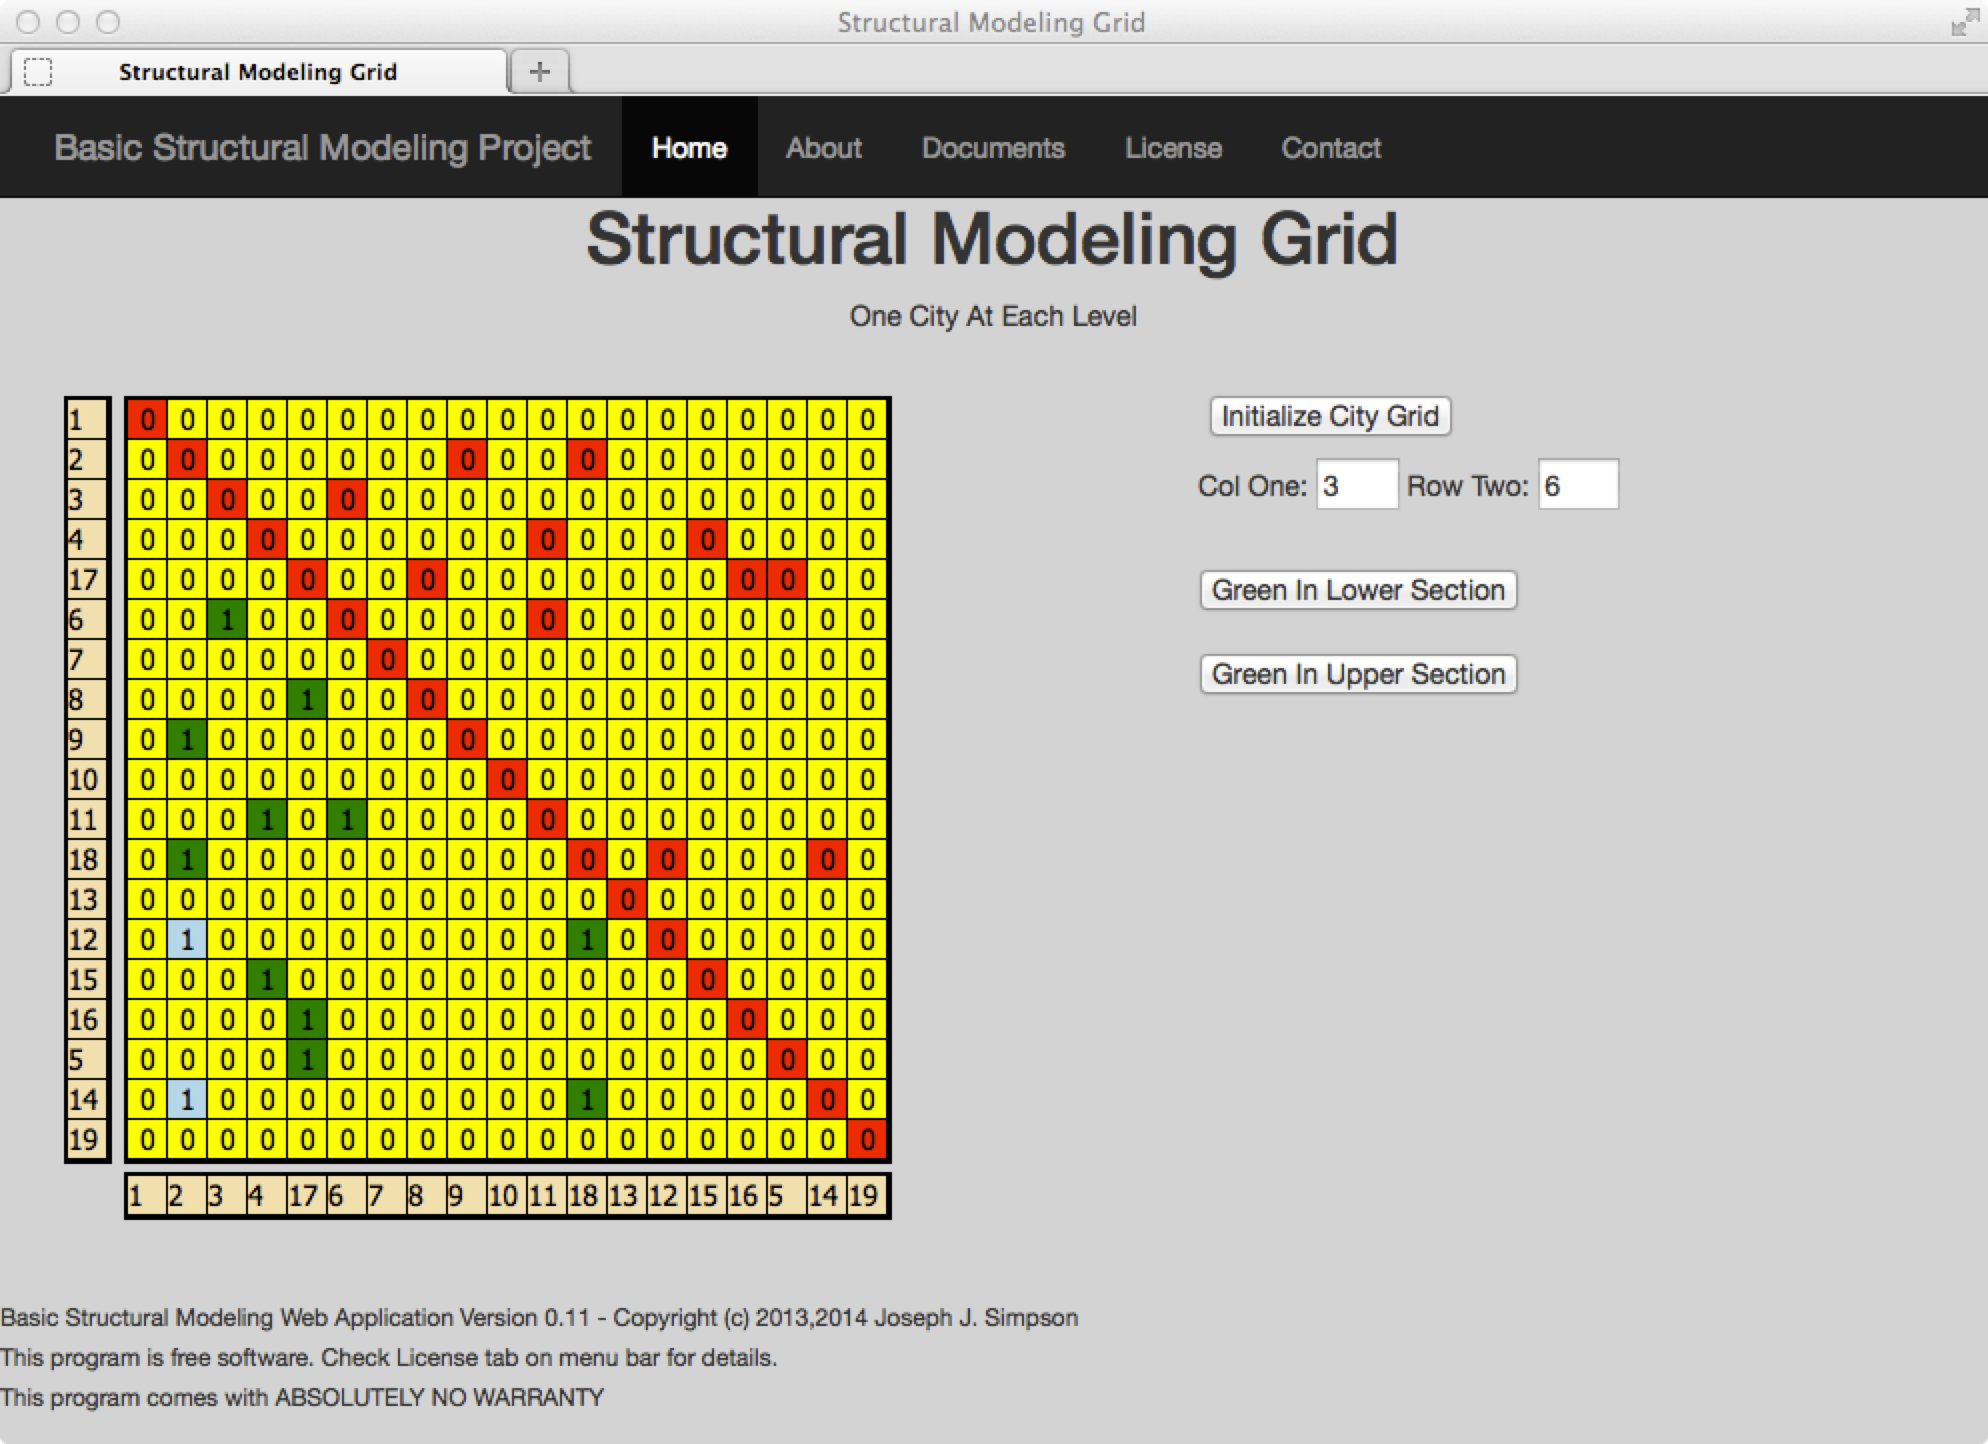 Structural Modeling Grid
Structural Modeling Grid
Basic Structural Modeling Project Home About Documents License Contact
Structural Modeling Grid
One City At Each Level
1 0 0 0 0 0 0 0 0 0 0 0 0 0 0 0 0 0 0 0 Initialize City Grid
2 0 0 0 0 0 0 0 0 0 0 0 0 0 0 0 0 0 0 0
3 0 0 0 0 0 0 0 0 0 0 0 0 0 0 0 0 0 0 0 Col One: 3 Row Two: 6
4 0 0 0 0 0 0 0 0 0 0 0 0 0 0 0 0 0 0 0
17 0 0 0 0 0 0 0 0 0 0 0 0 0 0 0 0 0 0 0 Green In Lower Section
6 0 0 1 0 0 0 0 0 0 0 0 0 0 0 0 0 0 0 0
7 0 0 0 0 0 0 0 0 0 0 0 0 0 0 0 0 0 0 0 Green In Upper Section
8 0 0 0 0 1 0 0 0 0 0 0 0 0 0 0 0 0 0 0
9 0 1 0 0 0 0 0 0 0 0 0 0 0 0 0 0 0 0 0
10 0 0 0 0 0 0 0 0 0 0 0 0 0 0 0 0 0 0 0
11 0 0 0 1 0 1 0 0 0 0 0 0 0 0 0 0 0 0 0
18 0 1 0 0 0 0 0 0 0 0 0 0 0 0 0 0 0 0 0
13 0 0 0 0 0 0 0 0 0 0 0 0 0 0 0 0 0 0 0
12 0 1 0 0 0 0 0 0 0 0 0 1 0 0 0 0 0 0 0
15 0 0 0 1 0 0 0 0 0 0 0 0 0 0 0 0 0 0 0
16 0 0 0 0 1 0 0 0 0 0 0 0 0 0 0 0 0 0 0
5 0 0 0 0 1 0 0 0 0 0 0 0 0 0 0 0 0 0 0
14 0 1 0 0 0 0 0 0 0 0 0 1 0 0 0 0 0 0 0
19 0 0 0 0 0 0 0 0 0 0 0 0 0 0 0 0 0 0 0
1 2 3 4 17 6 7 8 9 10 11 18 13 12 15 16 5 14 19
Basic Structural Modeling Web Application Version 0.11 - Copyright (c) 2013,2014 Joseph J. Simpson
This program is free software. Check License tab on menu bar for details.
This program comes with ABSOLUTELY NO WARRANTY